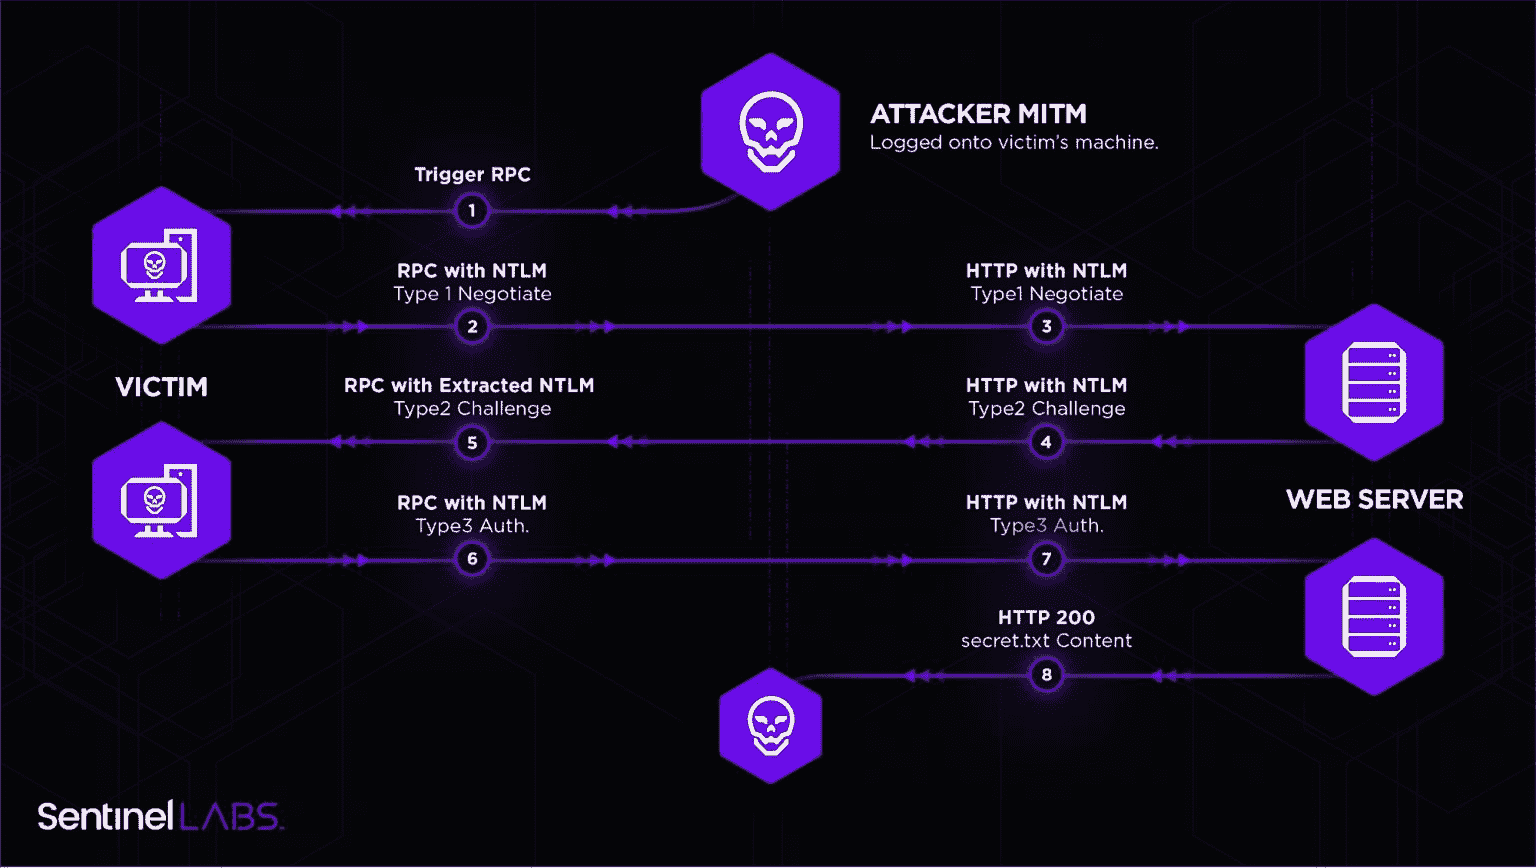 ATTACKER MITM
Logged onto victim's machine.
Trigger RPC
1
RPC with NTLM
Type 1 Negotiate
2
HTTP with NTLM
Type1 Negotiate
3
VICTIM
RPC with Extracted NTLM
Type2 Challenge
5
HTTP with NTLM
Type2 Challenge
4
WEB SERVER
RPC with NTLM
Type3 Auth.
6
HTTP with NTLM
Type3 Auth.
7
HTTP 200
secret.txt Content
8
Sentinel LABS.